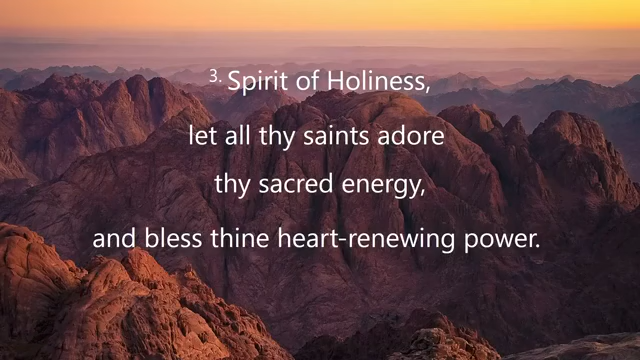 3. Spirit of Holiness,
let all thy saints adore
thy sacred energy,
and bless thine heart-renewing power.